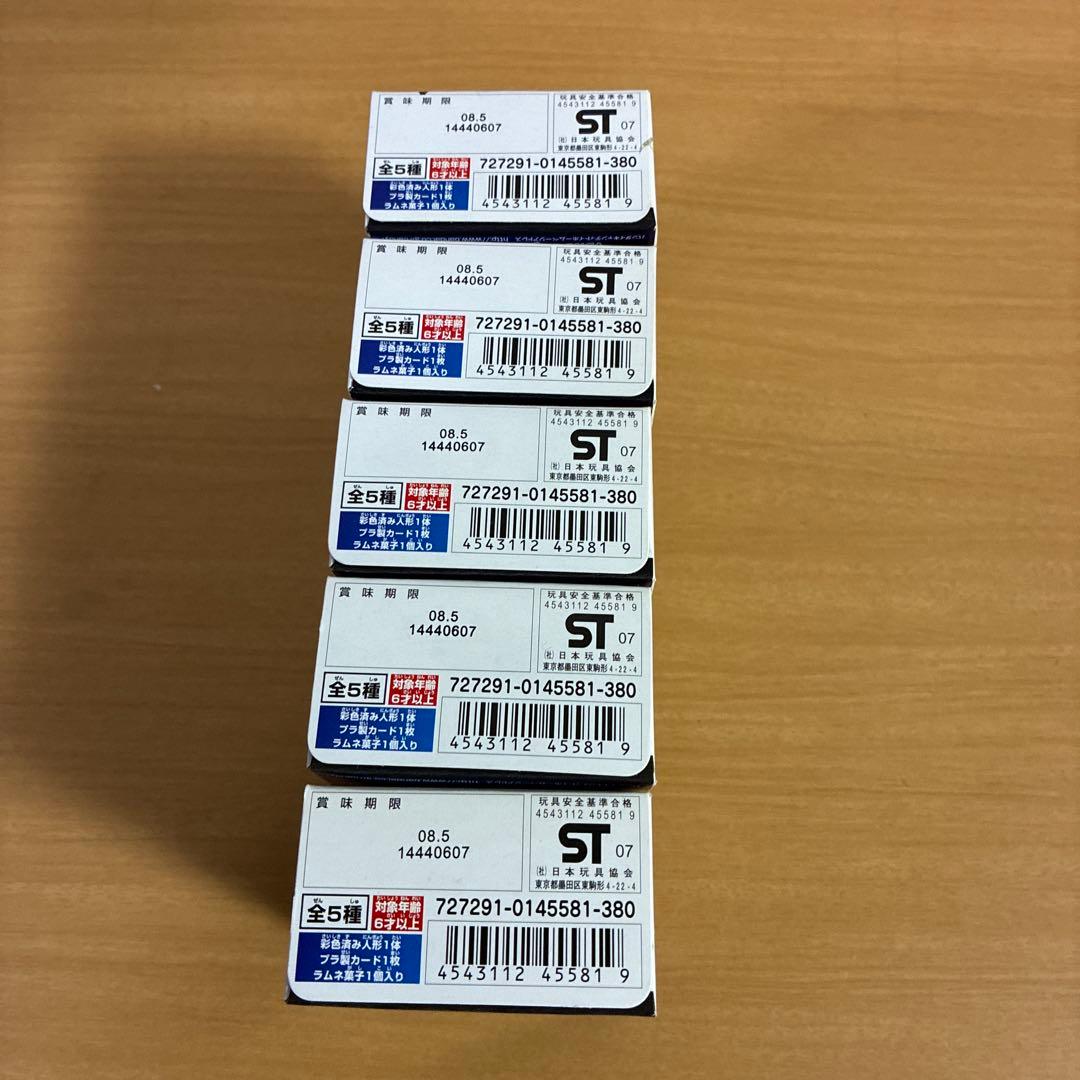 賞味期限
08.5
14440607
玩具安全基準合格
4543112 45581 9
ST 07
(社)日本玩具協会
東京都墨田区東駒形4-22-4
全5種
対象年齢
6才以上
727291-0145581-380
彩色済み人形1体
プラ製カード1枚
ラムネ菓子1個入り
4543112 45581 9
賞味期限
08.5
14440607
玩具安全基準合格
4543112 45581 9
ST 07
(社)日本玩具協会
東京都墨田区東駒形4-22-4
全5種
対象年齢
6才以上
727291-0145581-380
彩色済み人形1体
プラ製カード1枚
ラムネ菓子1個入り
4543112 45581 9
賞味期限
08.5
14440607
玩具安全基準合格
4543112 45581 9
ST 07
(社)日本玩具協会
東京都墨田区東駒形4-22-4
全5種
対象年齢
6才以上
727291-0145581-380
彩色済み人形1体
プラ製カード1枚
ラムネ菓子1個入り
4543112 45581 9
賞味期限
08.5
14440607
玩具安全基準合格
4543112 45581 9
ST 07
(社)日本玩具協会
東京都墨田区東駒形4-22-4
全5種
対象年齢
6才以上
727291-0145581-380
彩色済み人形1体
プラ製カード1枚
ラムネ菓子1個入り
4543112 45581 9
賞味期限
08.5
14440607
玩具安全基準合格
4543112 45581 9
ST 07
(社)日本玩具協会
東京都墨田区東駒形4-22-4
全5種
対象年齢
6才以上
727291-0145581-380
彩色済み人形1体
プラ製カード1枚
ラムネ菓子1個入り
4543112 45581 9